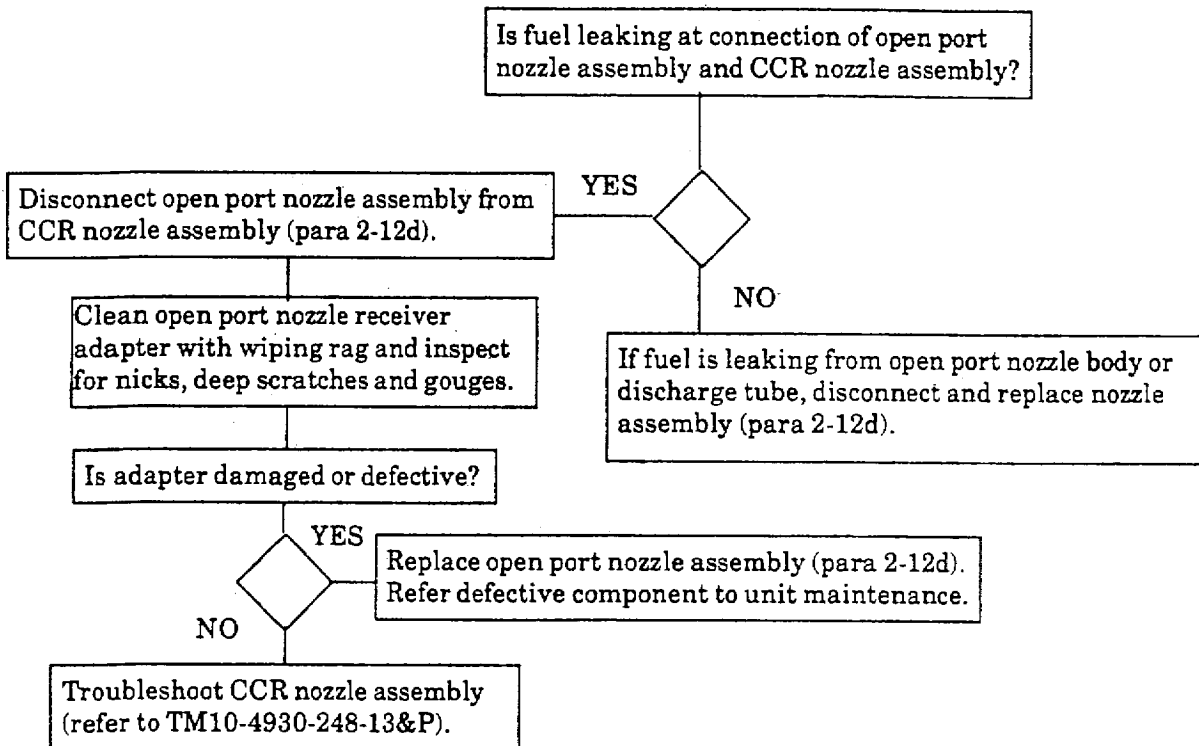 Is fuel leaking at connection of open port
nozzle assembly and CCR nozzle assembly?
YES
Disconnect open port nozzle assembly from
CCR nozzle assembly (para 2-12d).
NO
Clean open port nozzle receiver
adapter with wiping rag and inspect
for nicks, deep scratches and gouges.
If fuel is leaking from open port nozzle body or
discharge tube, disconnect and replace nozzle
assembly (para 2-12d).
Is adapter damaged or defective?
YES
Replace open port nozzle assembly (para 2-12d).
Refer defective component to unit maintenance.
NO
Troubleshoot CCR nozzle assembly
(refer to TM10-4930-248-13&P).